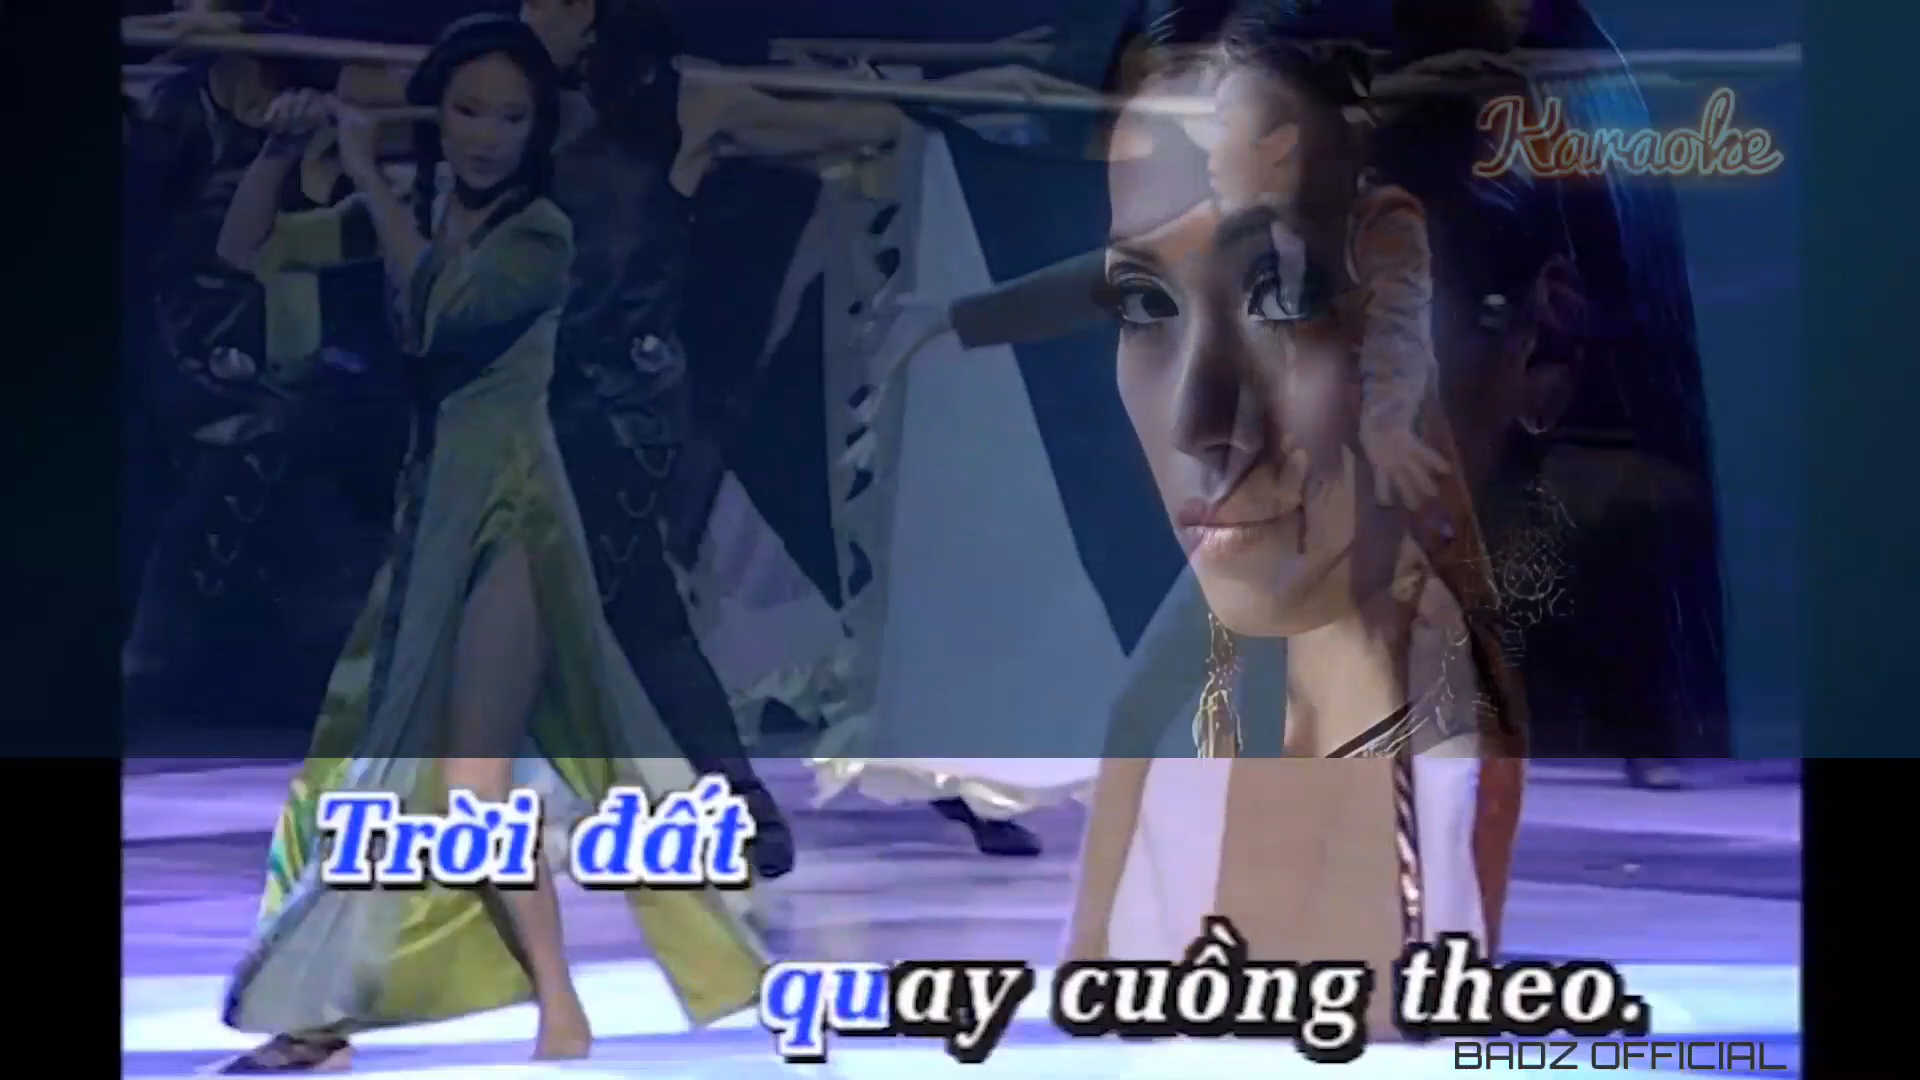 Karaoke
Trời đất
quay cuồng theo.
BADZ OFFICIAL